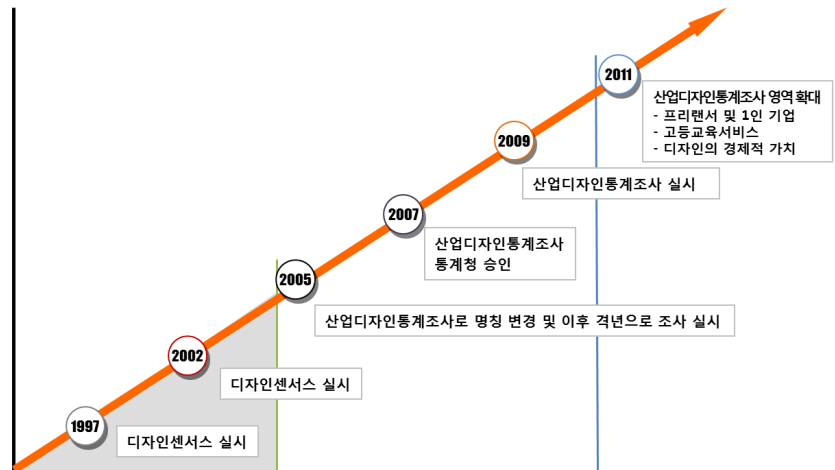 2011
산업디자인통계조사 영역 확대
- 프리랜서 및 1인 기업
- 고등교육서비스
- 디자인의 경제적 가치
2009
산업디자인통계조사 실시
2007
산업디자인통계조사
통계청 승인
2005
산업디자인통계조사로 명칭 변경 및 이후 격년으로 조사 실시
2002
디자인센서스 실시
1997
디자인센서스 실시